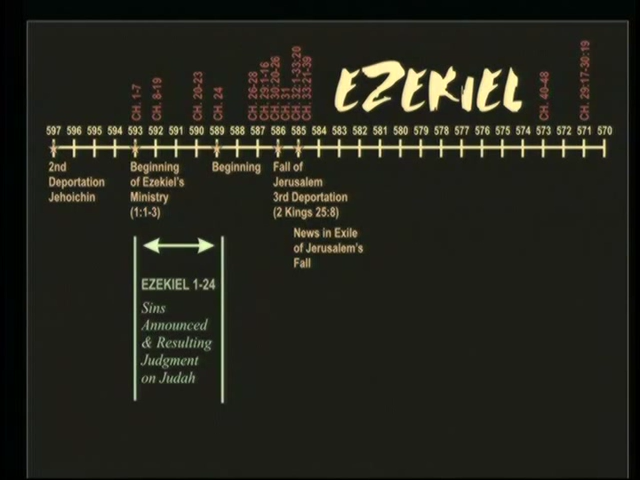 EZEKIEL
CH. 1-7
CH. 8-19
CH. 20-23
CH. 24
CH. 26-28
CH. 29:1-16
CH. 30:20-26
CH. 31
CH. 32:1-33:20
CH. 33:21-39
CH. 40-48
CH. 29:17-30:19
597 596 595 594 593 592 591 590 589 588 587 586 585 584 583 582 581 580 579 578 577 576 575 574 573 572 571 570
2nd
Deportation
Jehoichin
Beginning
of Ezekiel's
Ministry
(1:1-3)
Beginning
Fall of
Jerusalem
3rd Deportation
(2 Kings 25:8)
News in Exile
of Jerusalem's
Fall
EZEKIEL 1-24
Sins
Announced
& Resulting
Judgment
on Judah